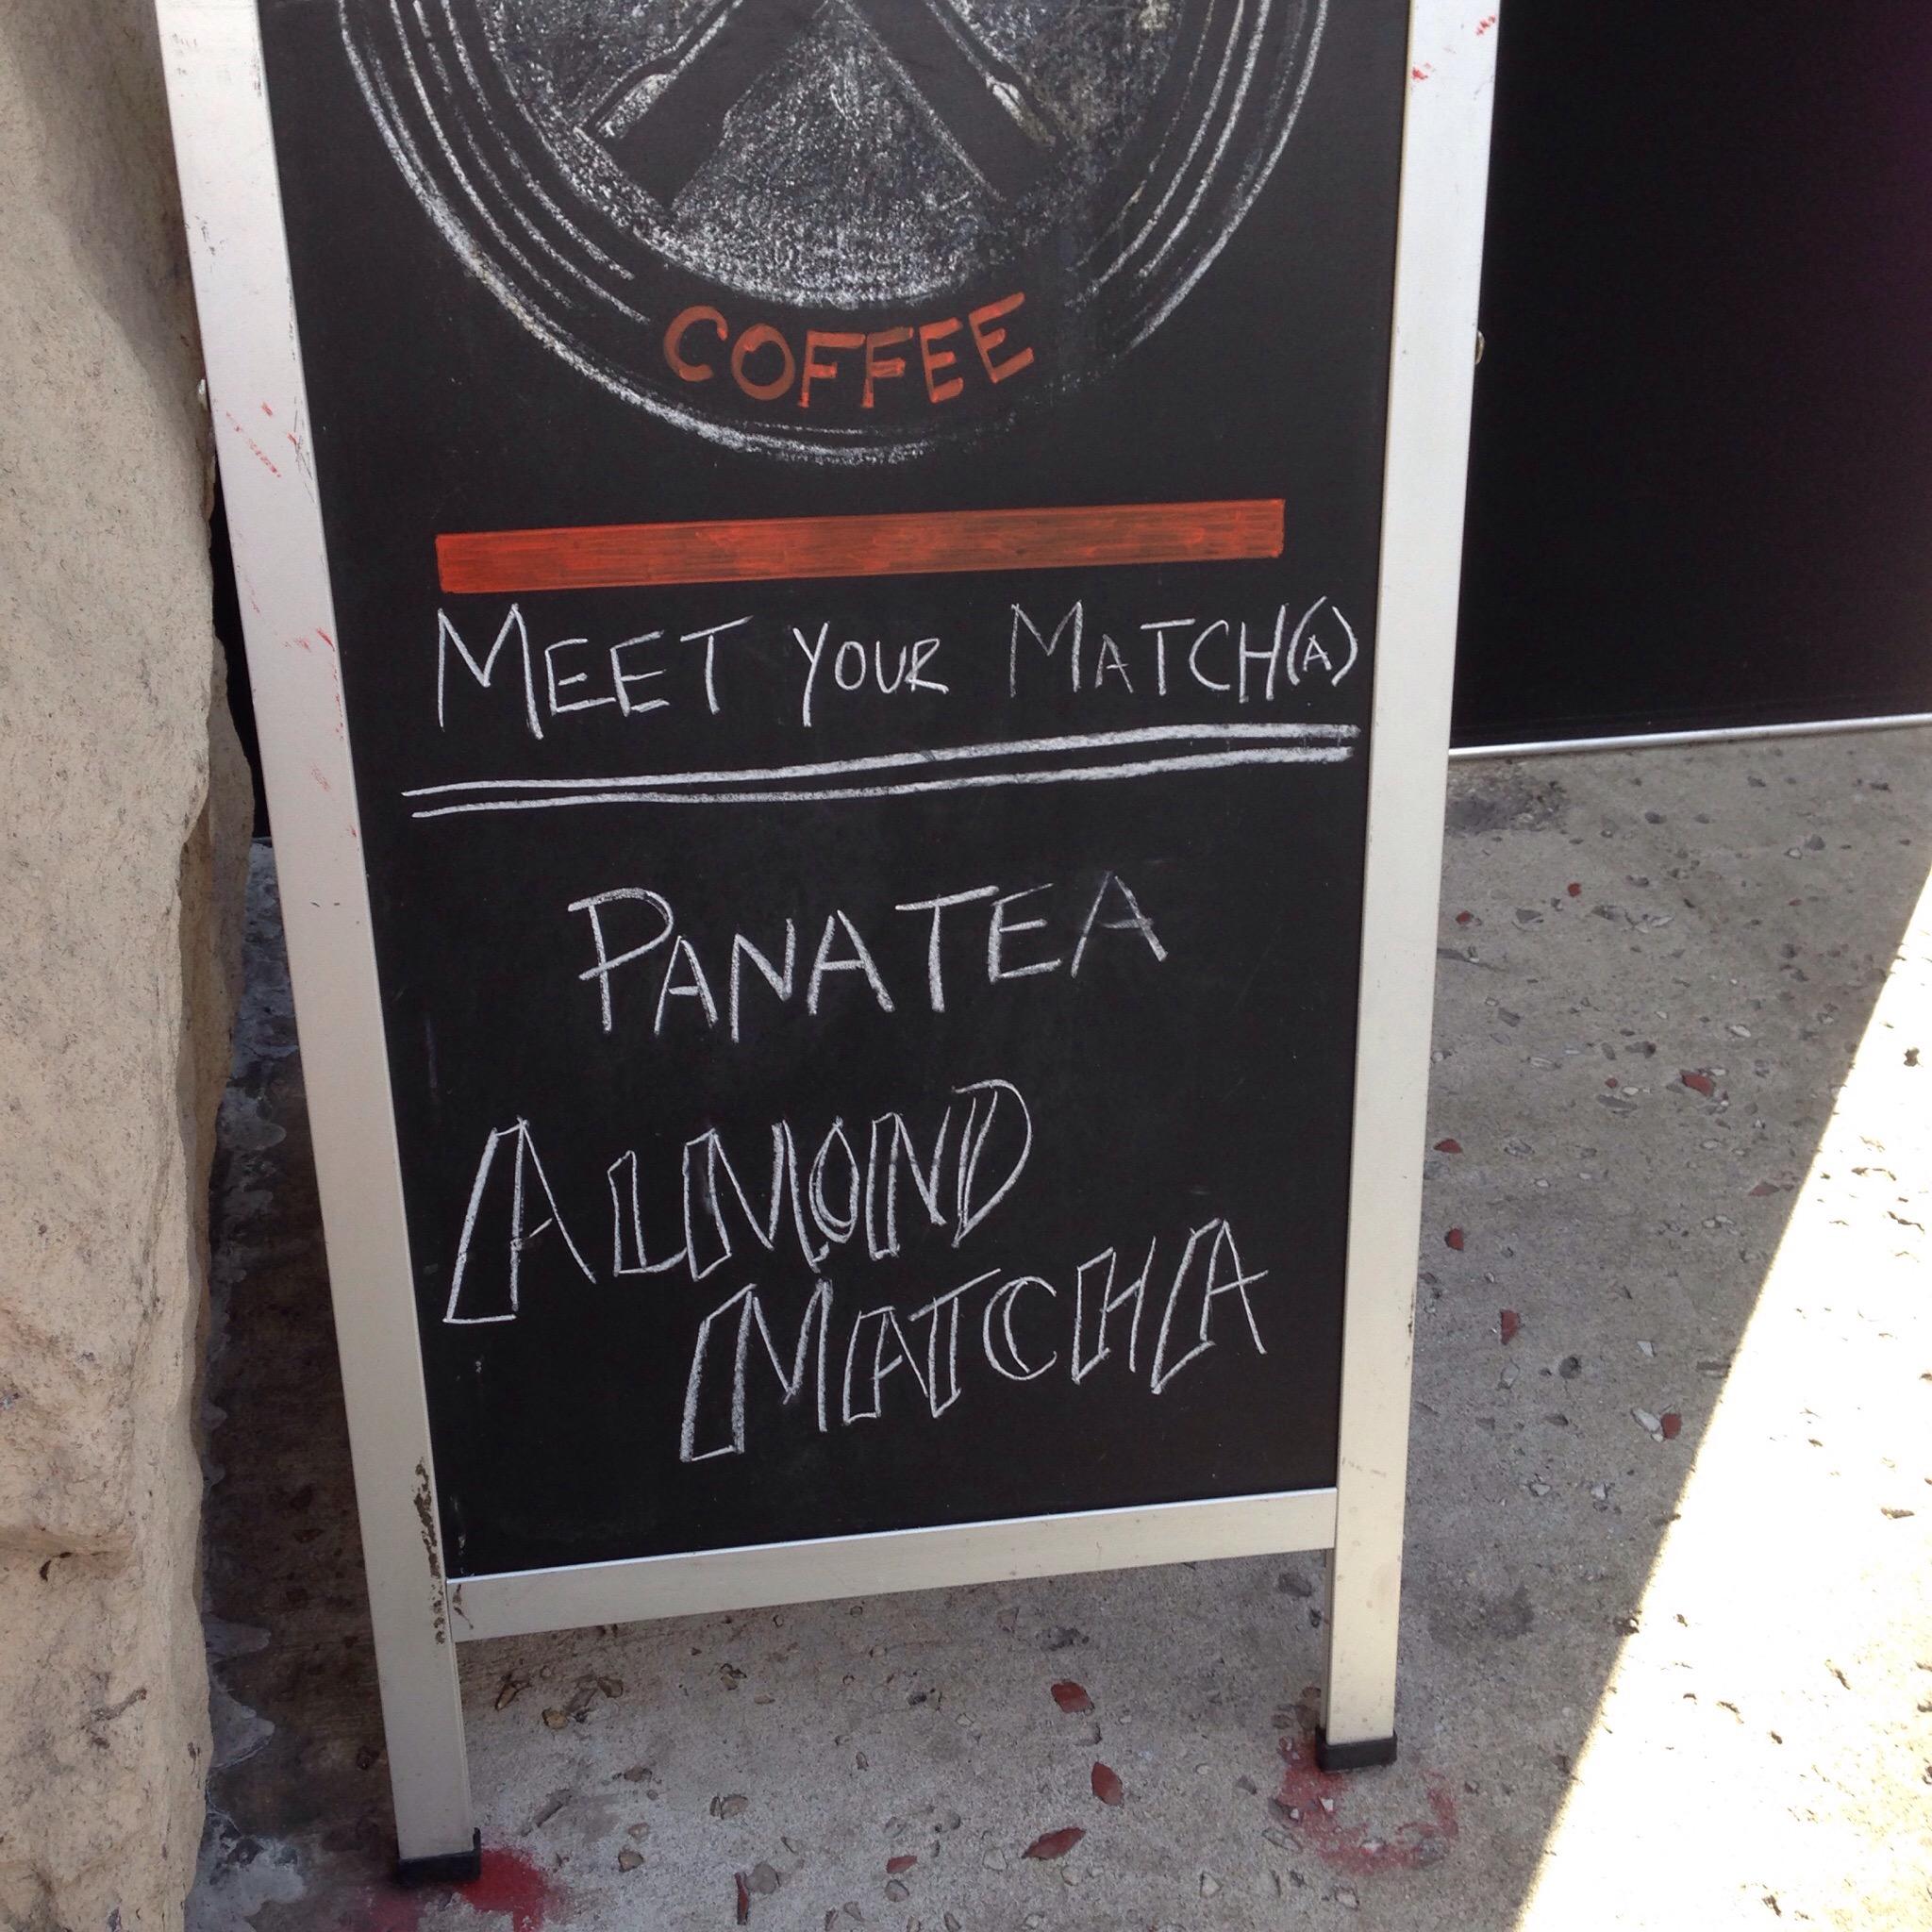 COFFEE
MEET YOUR MATCH(A)
PANATEA
ALMOND
MATCHA